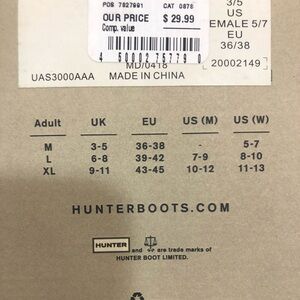 POS 7827991 CAT 0878
OUR PRICE $ 29.99
Comp. value
3/5
US
EMALE 5/7
EU
36/38
MD/0418
20002149
UAS3000AAA MADE IN CHINA
Adult UK EU US (M) US (W)
M 3-5 36-38 - 5-7
L 6-8 39-42 7-9 8-10
XL 9-11 43-45 10-12 11-13
HUNTERBOOTS.COM
HUNTER and are trade marks of
HUNTER BOOT LIMITED.